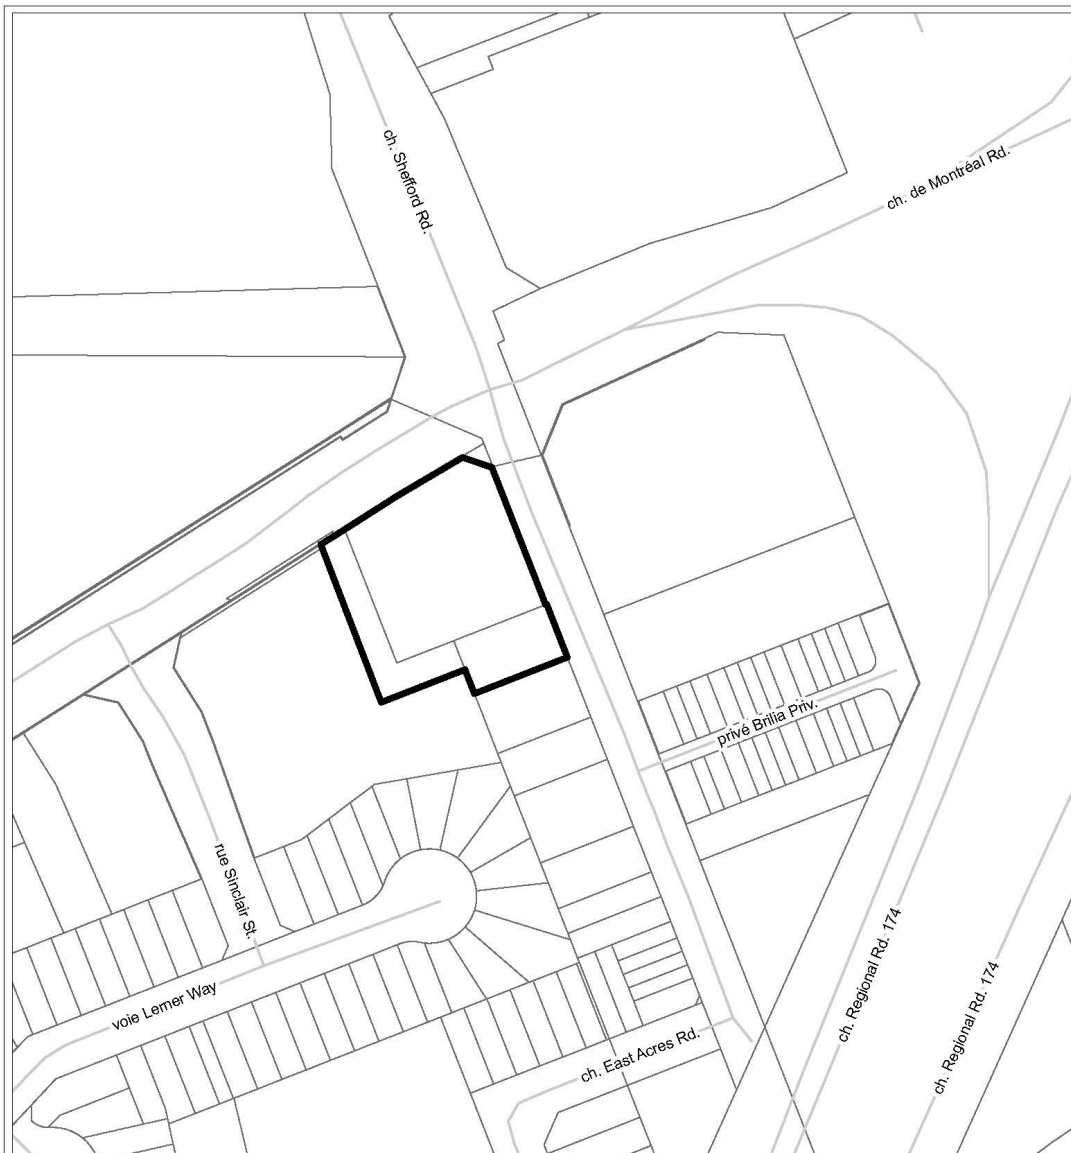 ch. Shefford Rd.
ch. de Montréal Rd.
privé Brilia Priv.
rue Sinclair St.
voie Lerner Way
ch. East Acres Rd.
ch. Regional Rd. 174
ch. Regional Rd. 174